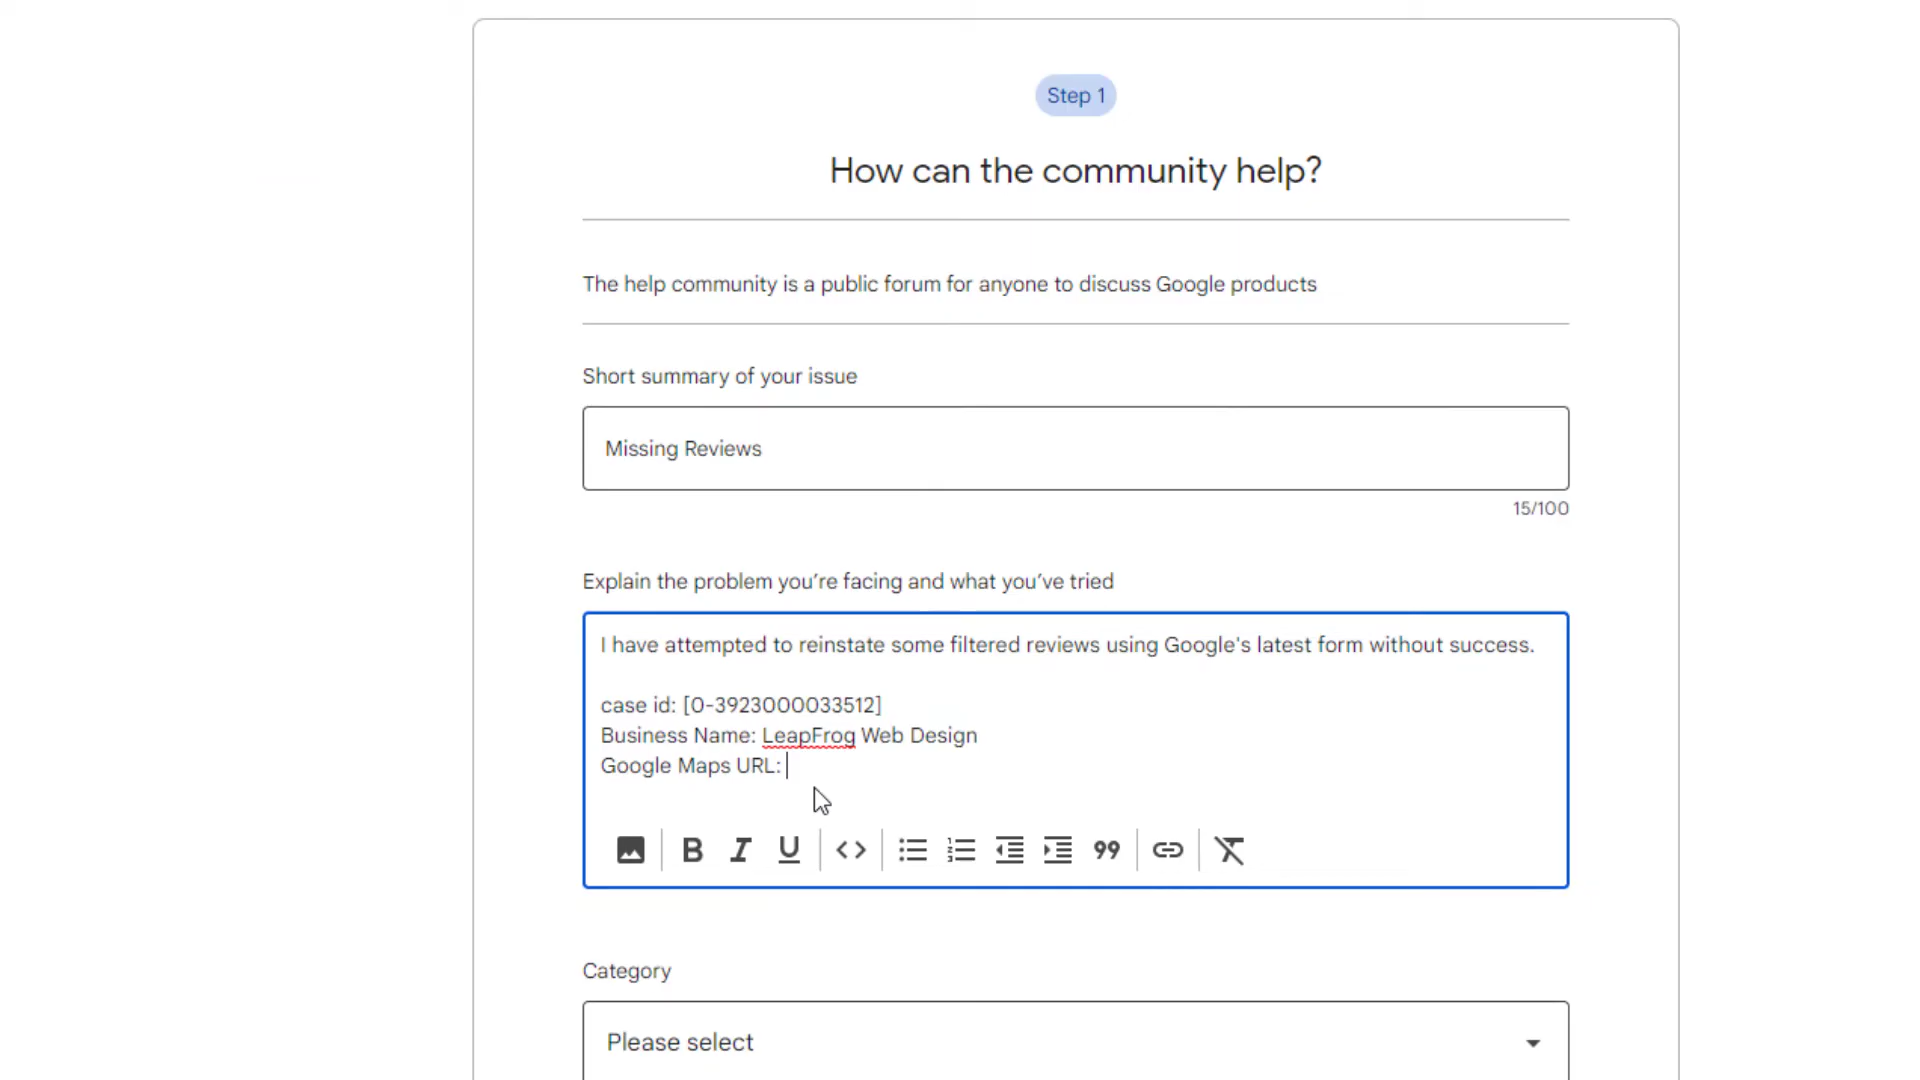 Step 1
How can the community help?
The help community is a public forum for anyone to discuss Google products
Short summary of your issue
Missing Reviews
15/100
Explain the problem you're facing and what you've tried
I have attempted to reinstate some filtered reviews using Google's latest form without success.
case id: [0-3923000033512]
Business Name: LeapFrog Web Design
Google Maps URL:
B I U
Category
Please select